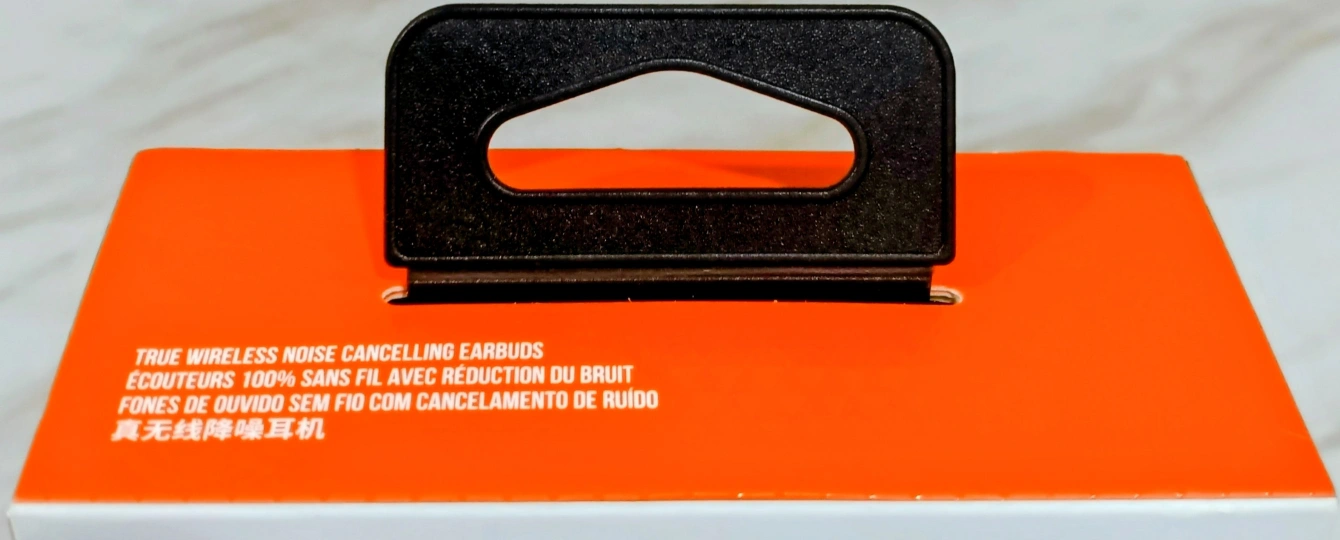 TRUE WIRELESS NOISE CANCELLING EARBUDS
ÉCOUTEURS 100% SANS FIL AVEC RÉDUCTION DU BRUIT
FONES DE OUVIDO SEM FIO COM CANCELAMENTO DE RUÍDO
真无线降噪耳机